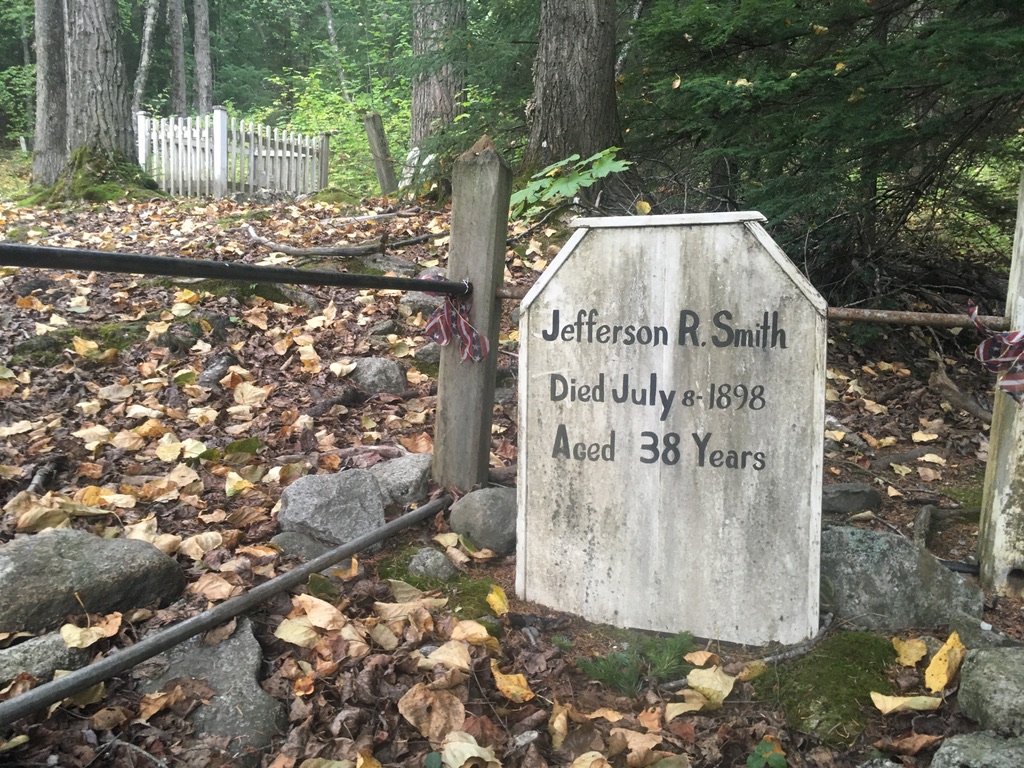 Jefferson R. Smith
Died July 8-1898
Aged 38 Years